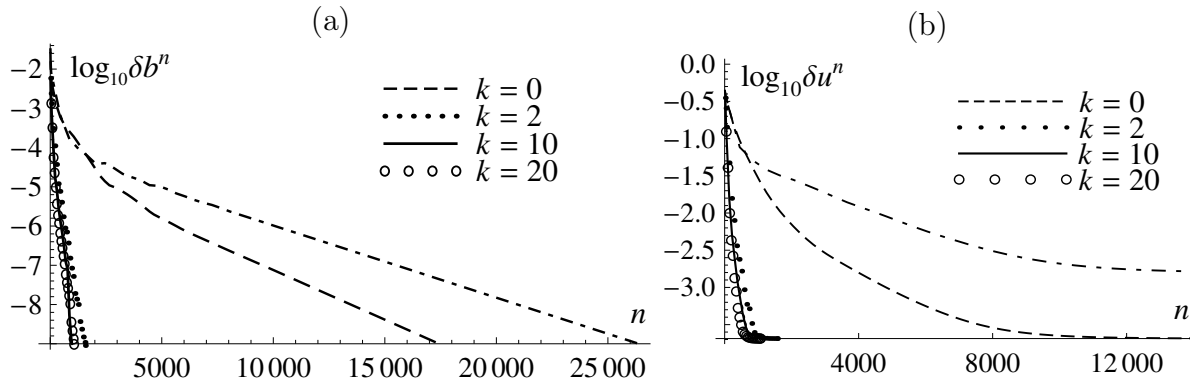 (a)
log₁₀δbⁿ
−2
−3
−4
−5
−6
−7
−8
k = 0
k = 2
k = 10
k = 20
n
5000
10 000
15 000
20 000
25 000
(b)
log₁₀δuⁿ
0.0
−0.5
−1.0
−1.5
−2.0
−2.5
−3.0
k = 0
k = 2
k = 10
k = 20
n
4000
8000
12 000